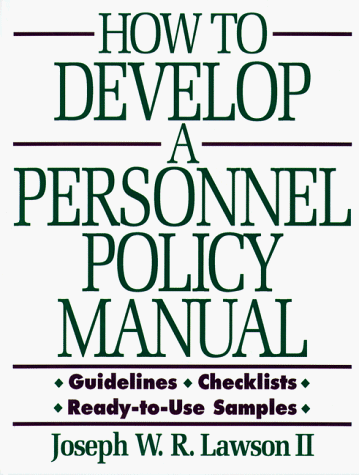 HOW TO
DEVELOP
A
PERSONNEL
POLICY
MANUAL
◆ Guidelines ◆ Checklists ◆
◆ Ready-to-Use Samples ◆
Joseph W. R. Lawson II